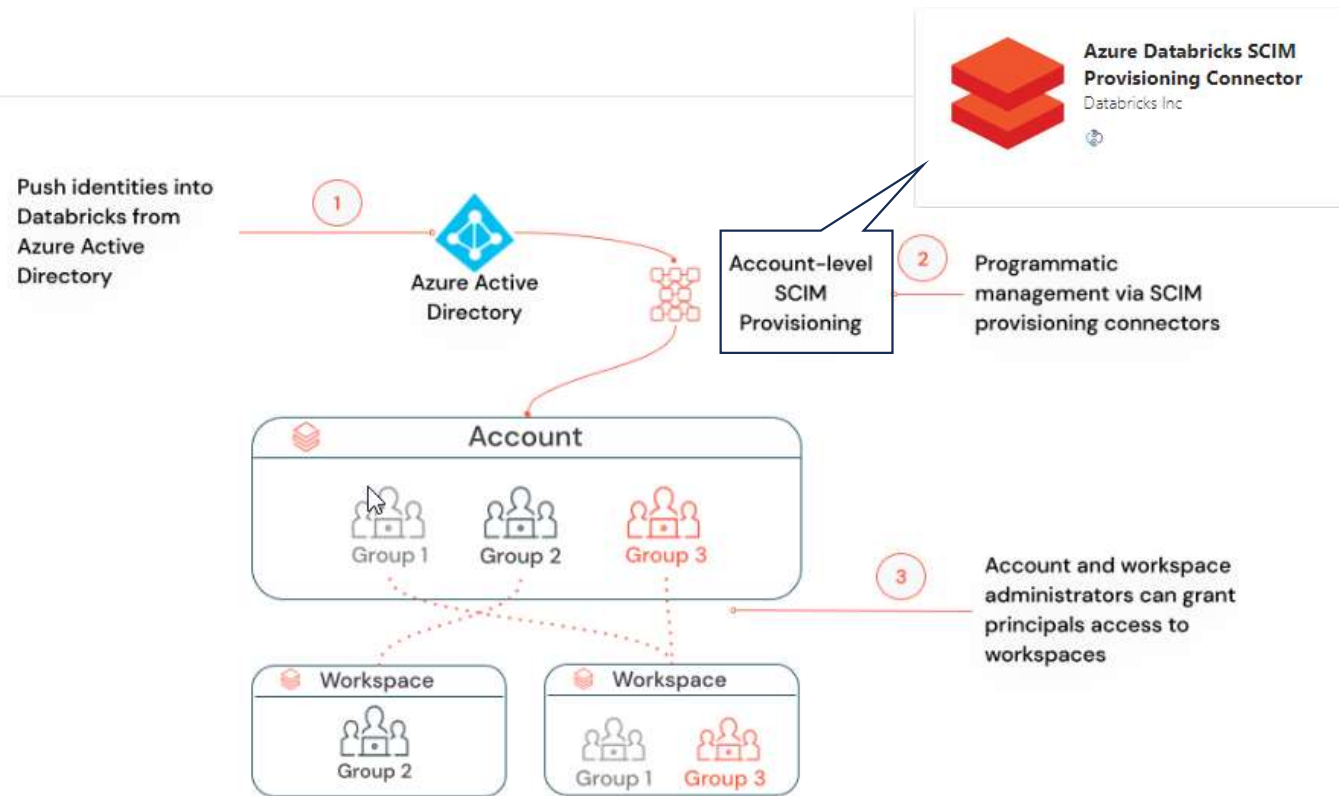 Azure Databricks SCIM
Provisioning Connector
Databricks Inc
Push identities into
Databricks from
Azure Active
Directory
1
Azure Active
Directory
Account-level
SCIM
Provisioning
2
Programmatic
management via SCIM
provisioning connectors
Account
Group 1
Group 2
Group 3
3
Account and workspace
administrators can grant
principals access to
workspaces
Workspace
Group 2
Workspace
Group 1
Group 3